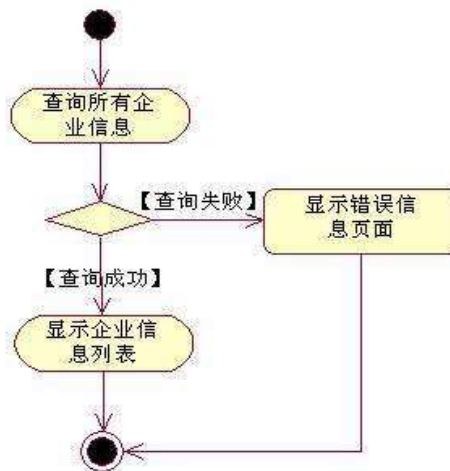 查询所有企
业信息
【查询失败】
显示错误信
息页面
【查询成功】
显示企业信
息列表